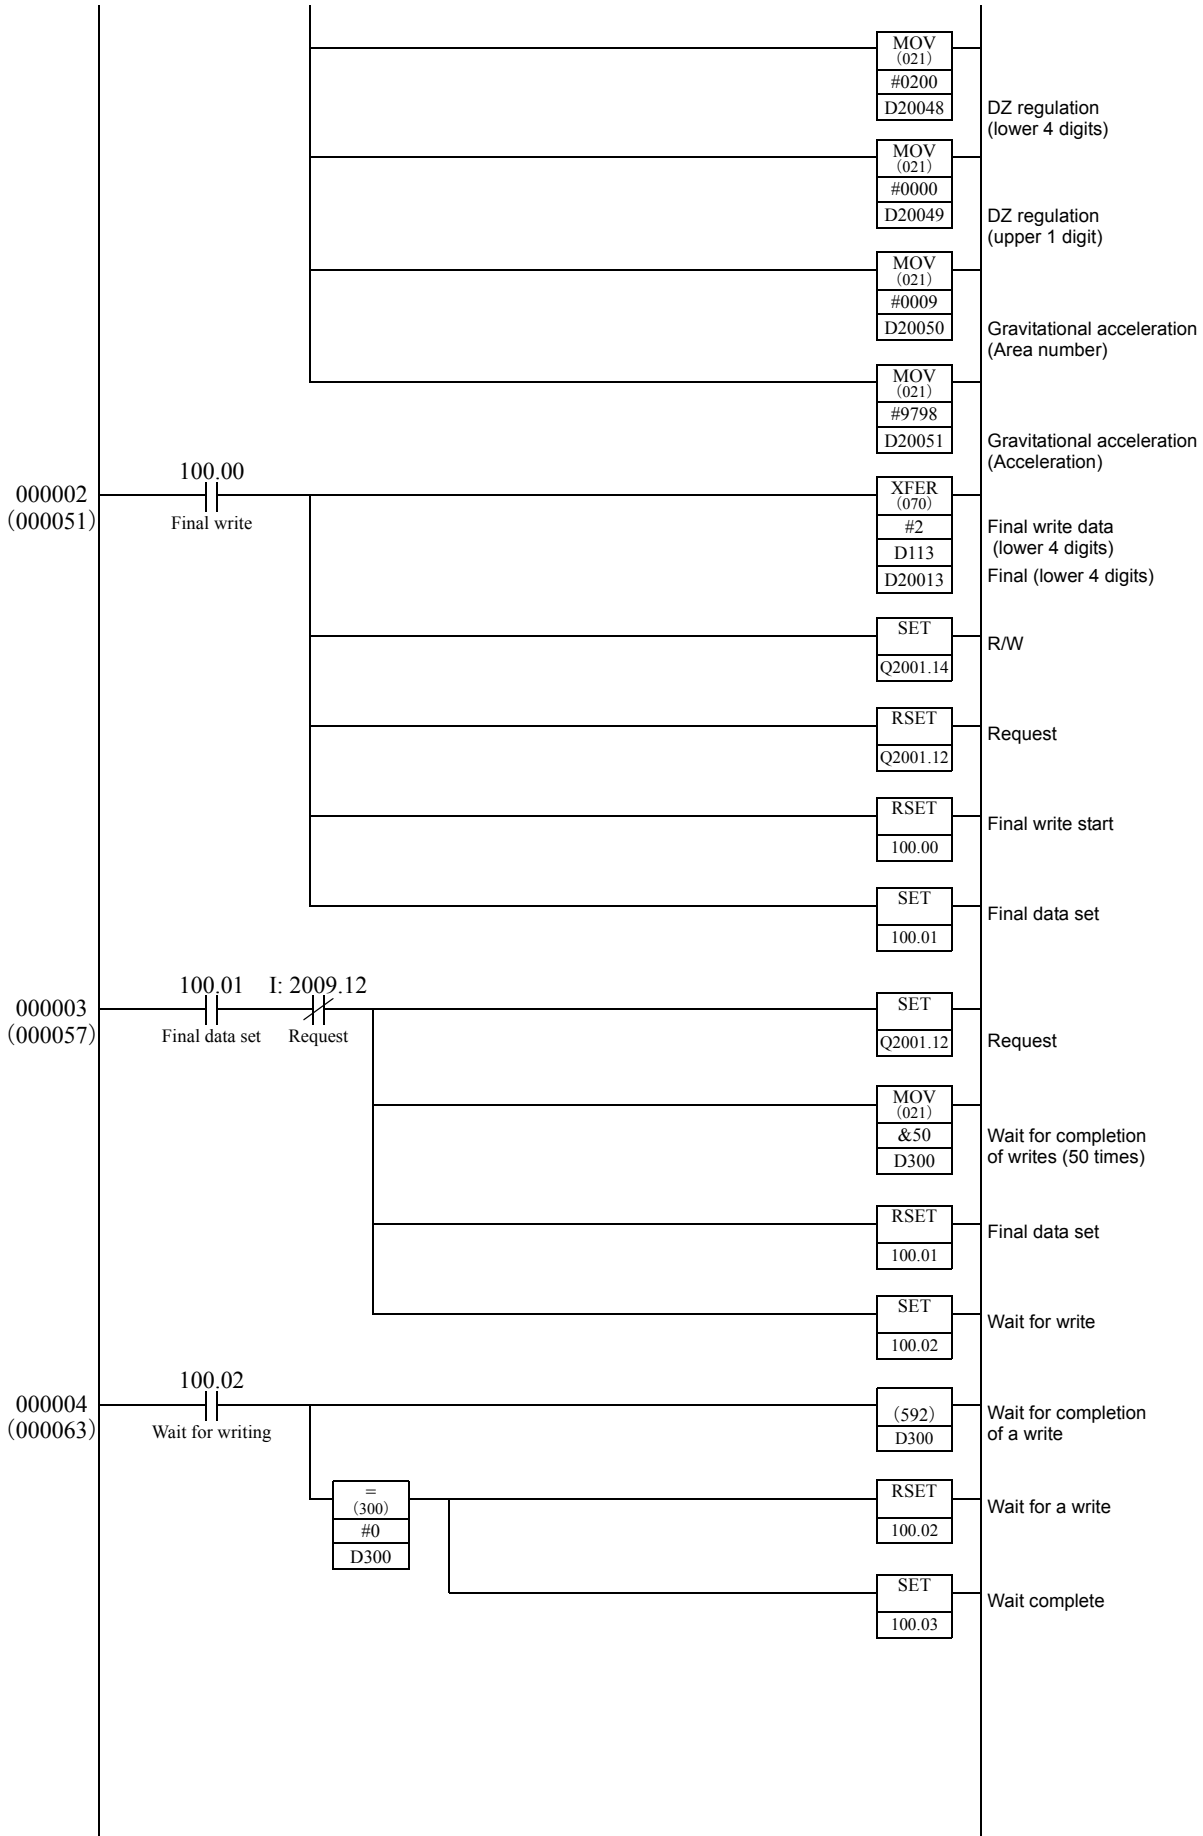 MOV
(021)
#0200
D20048
DZ regulation
(lower 4 digits)
MOV
(021)
#0000
D20049
DZ regulation
(upper 1 digit)
MOV
(021)
#0009
D20050
Gravitational acceleration
(Area number)
MOV
(021)
#9798
D20051
Gravitational acceleration
(Acceleration)
000002
(000051)
100.00
Final write
XFER
(070)
#2
D113
D20013
Final write data
(lower 4 digits)
Final (lower 4 digits)
SET
Q2001.14
R/W
RSET
Q2001.12
Request
RSET
100.00
Final write start
SET
100.01
Final data set
000003
(000057)
100.01
Final data set
I: 2009.12
Request
SET
Q2001.12
Request
MOV
(021)
&50
D300
Wait for completion
of writes (50 times)
RSET
100.01
Final data set
SET
100.02
Wait for write
000004
(000063)
100.02
Wait for writing
(592)
D300
Wait for completion
of a write
=
(300)
#0
D300
RSET
100.02
Wait for a write
SET
100.03
Wait complete